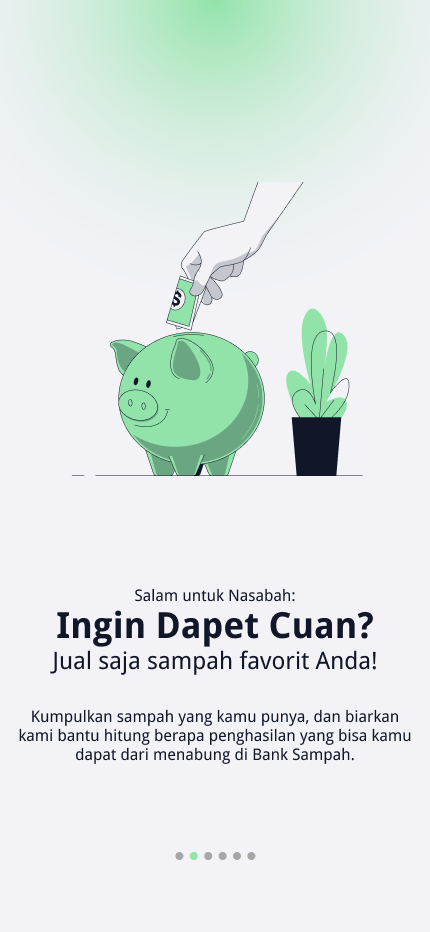 $
Salam untuk Nasabah:
Ingin Dapet Cuan?
Jual saja sampah favorit Anda!
Kumpulkan sampah yang kamu punya, dan biarkan
kami bantu hitung berapa penghasilan yang bisa kamu
dapat dari menabung di Bank Sampah.